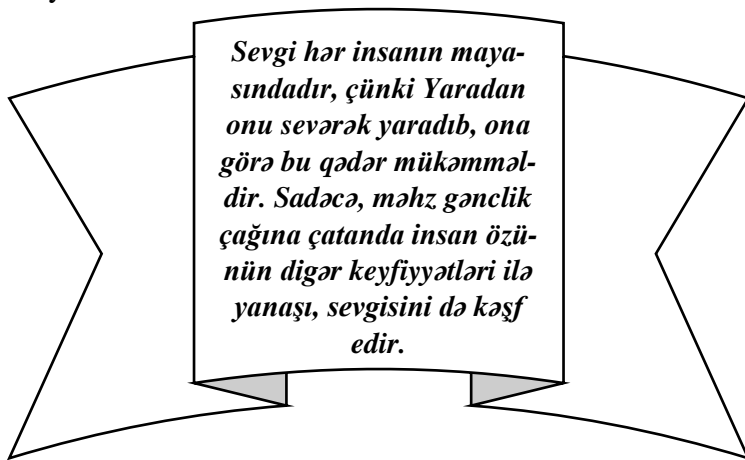 Sevgi hər insanın maya-
sındadır, çünki Yaradan
onu sevərək yaradıb, ona
görə bu qədər mükəmməl-
dir. Sadəcə, məhz gənclik
çağına çatanda insan özü-
nün digər keyfiyyətləri ilə
yanaşı, sevgisini də kəşf
edir.